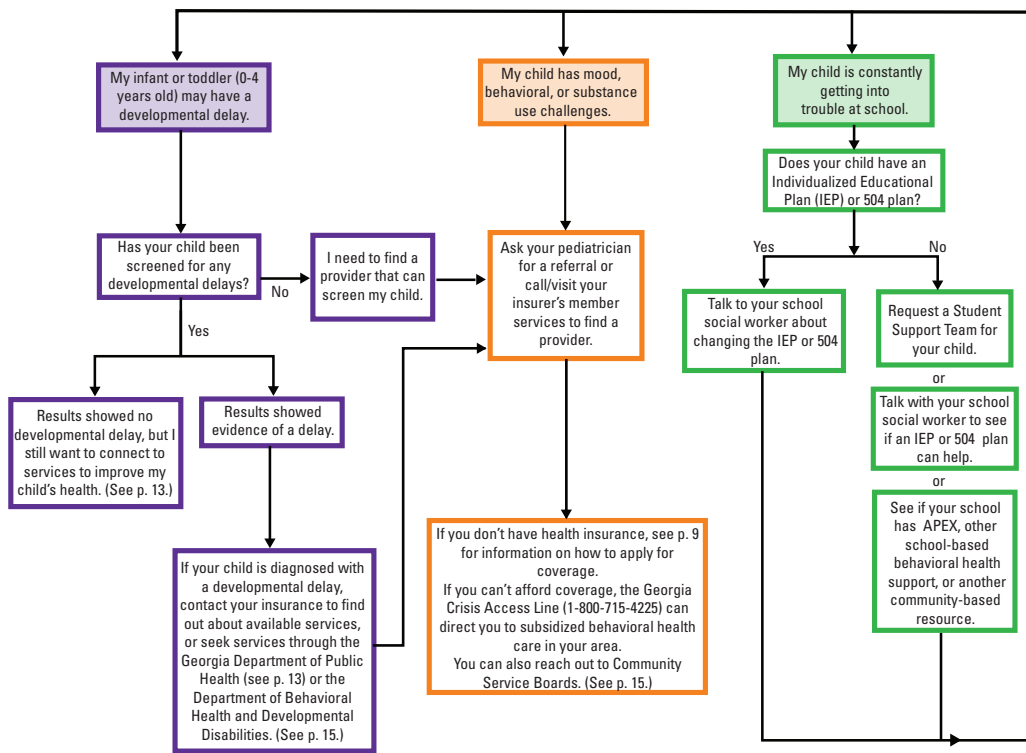 My infant or toddler (0-4
years old) may have a
developmental delay.
My child has mood,
behavioral, or substance
use challenges.
My child is constantly
getting into
trouble at school.
Does your child have an
Individualized Educational
Plan (IEP) or 504 plan?
Has your child been
screened for any
developmental delays?
No
I need to find a
provider that can
screen my child.
Ask your pediatrician
for a referral or
call/visit your
insurer's member
services to find a
provider.
Yes
No
Talk to your school
social worker about
changing the IEP or 504
plan.
Request a Student
Support Team for
your child.
or
Talk with your school
social worker to see
if an IEP or 504 plan
can help.
or
See if your school
has APEX, other
school-based
behavioral health
support, or another
community-based
resource.
Yes
Results showed no
developmental delay, but I
still want to connect to
services to improve my
child's health. (See p. 13.)
Results showed
evidence of a delay.
If your child is diagnosed with
a developmental delay,
contact your insurance to find
out about available services,
or seek services through the
Georgia Department of Public
Health (see p. 13) or the
Department of Behavioral
Health and Developmental
Disabilities. (See p. 15.)
If you don't have health insurance, see p. 9
for information on how to apply for
coverage.
If you can't afford coverage, the Georgia
Crisis Access Line (1-800-715-4225) can
direct you to subsidized behavioral health
care in your area.
You can also reach out to Community
Service Boards. (See p. 15.)